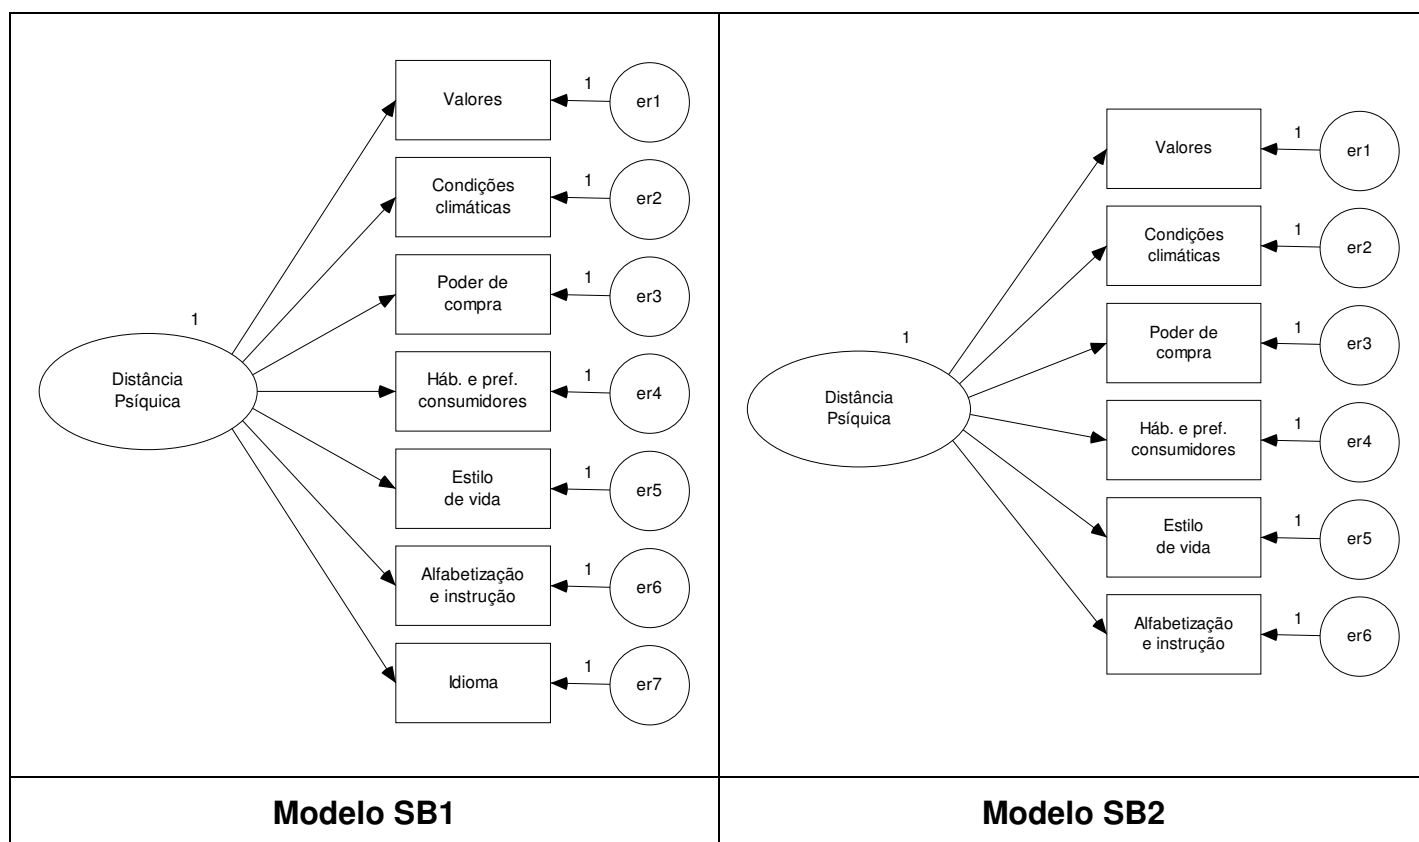 Valores
1
er1
Condições
climáticas
1
er2
Poder de
compra
1
er3
1
Distância
Psíquica
Háb. e pref.
consumidores
1
er4
Estilo
de vida
1
er5
Alfabetização
e instrução
1
er6
Idioma
1
er7
Modelo SB1
Valores
1
er1
Condições
climáticas
1
er2
Poder de
compra
1
er3
1
Distância
Psíquica
Háb. e pref.
consumidores
1
er4
Estilo
de vida
1
er5
Alfabetização
e instrução
1
er6
Modelo SB2